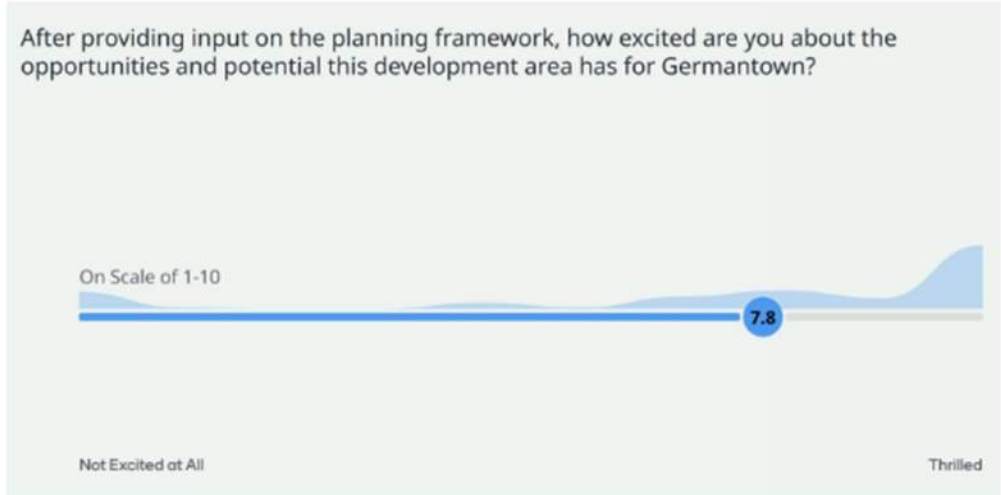 After providing input on the planning framework, how excited are you about the
opportunities and potential this development area has for Germantown?
On Scale of 1-10
7.8
Not Excited at All
Thrilled